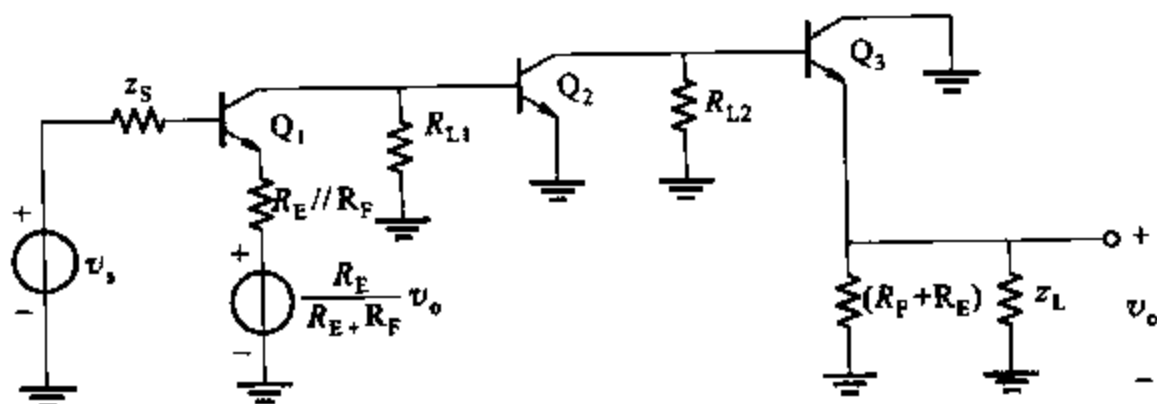 z_S
Q_1
R_L1
Q_2
R_L2
Q_3
R_E // R_F
+
v_s
-
+
R_E
R_E + R_F
v_o
-
(R_F + R_E)
z_L
+
v_o
-